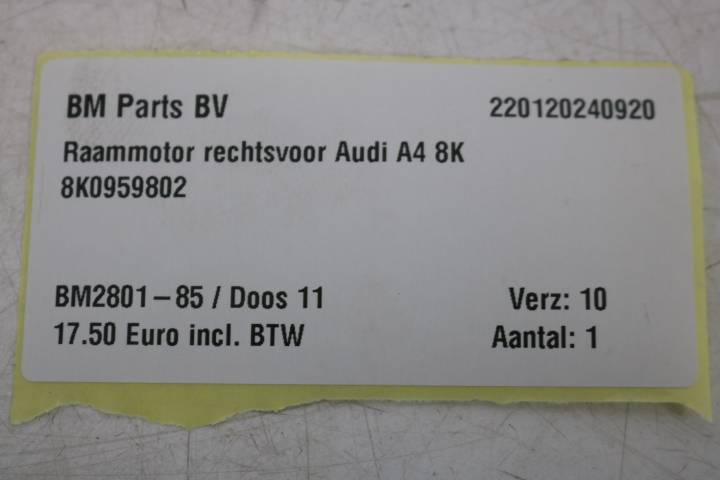 BM Parts BV 220120240920
Raammotor rechtsvoor Audi A4 8K
8K0959802
BM2801-85 / Doos 11 Verz: 10
17.50 Euro incl. BTW Aantal: 1